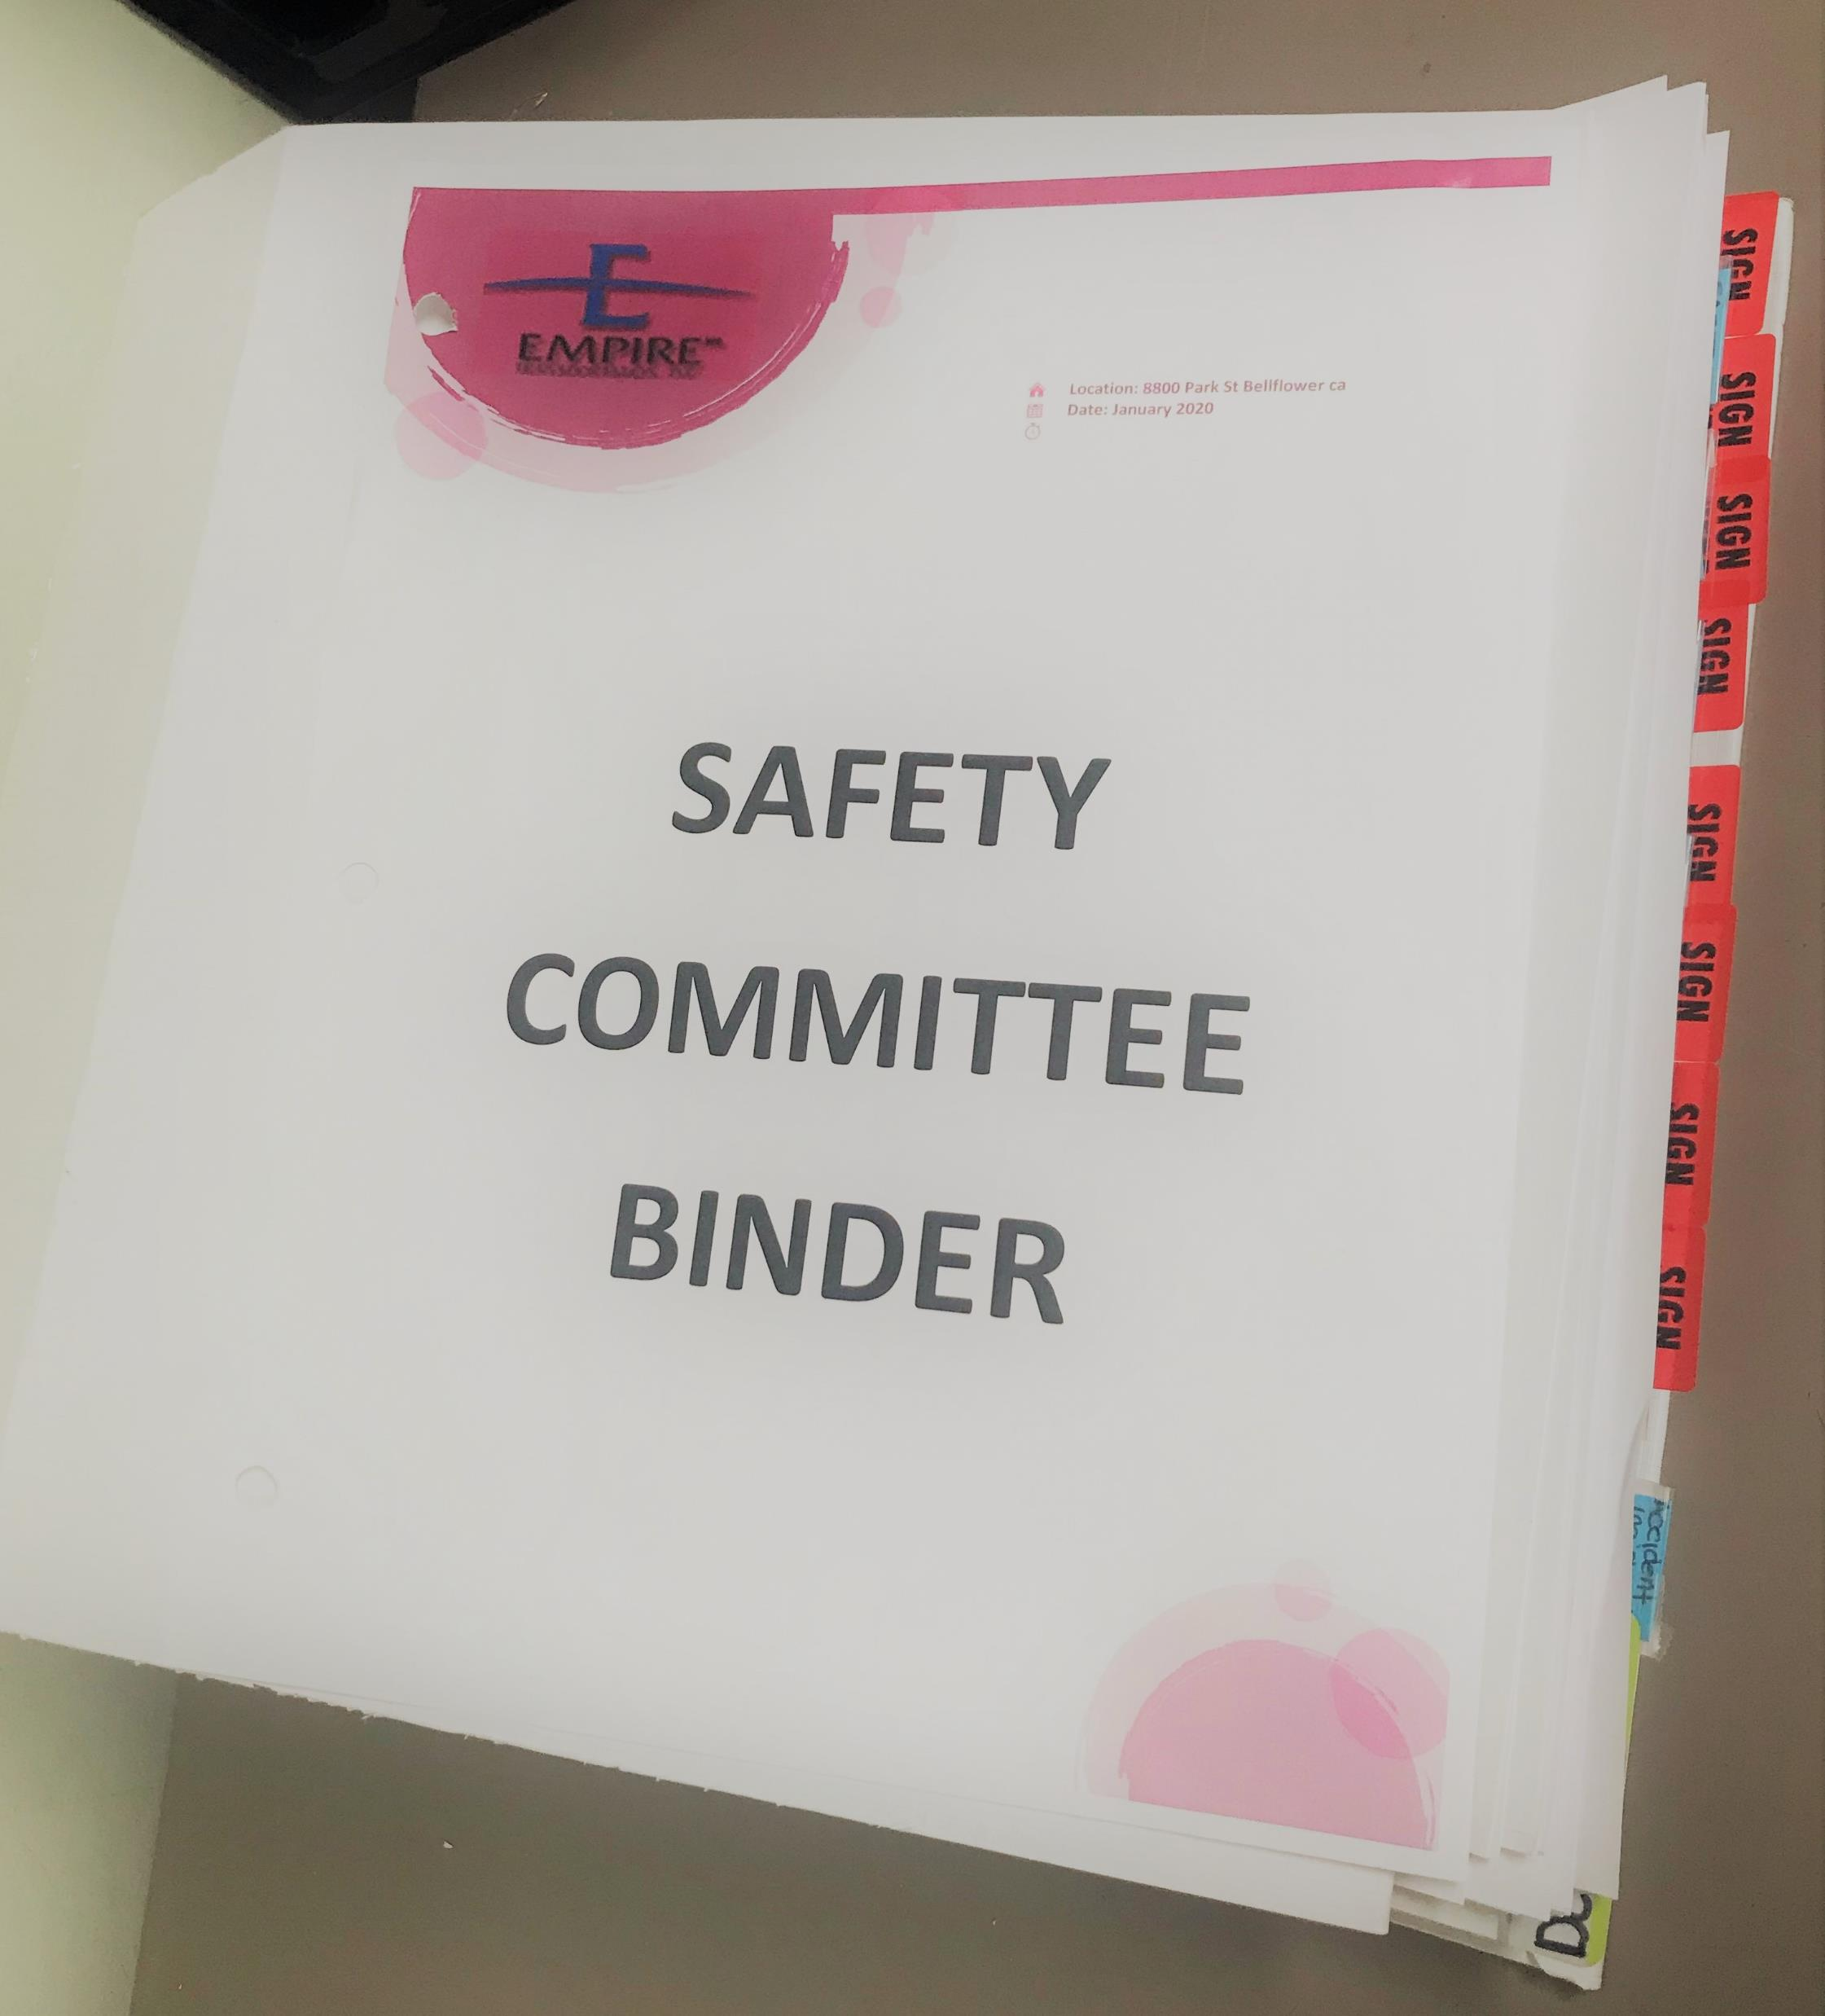 EMPIRE
Location: 8800 Park St Bellflower ca
Date: January 2020
SAFETY
COMMITTEE
BINDER
SIGN
SIGN
SIGN
SIGN
SIGN
SIGN
SIGN
SIGN
Accident